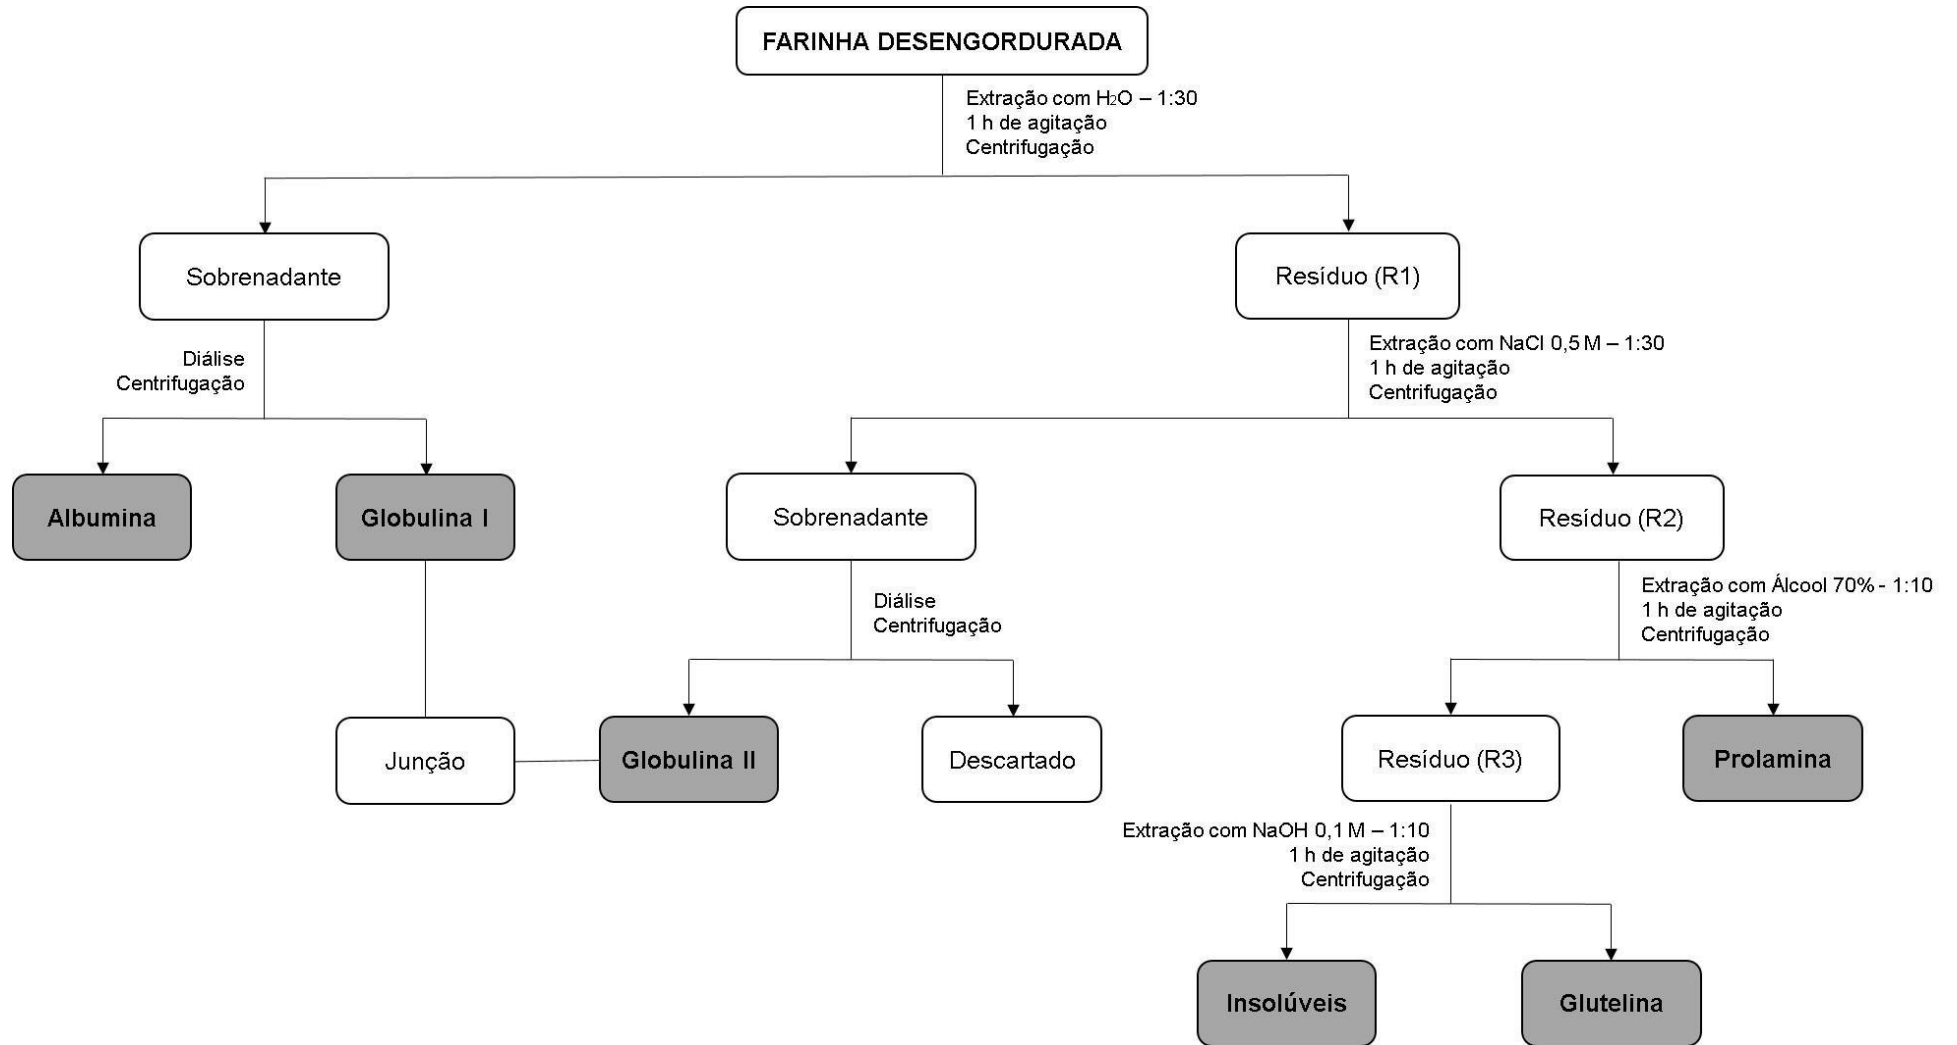 FARINHA DESENGORDURADA
Extração com H₂O – 1:30
1 h de agitação
Centrifugação
Sobrenadante
Resíduo (R1)
Diálise
Centrifugação
Extração com NaCl 0,5 M – 1:30
1 h de agitação
Centrifugação
Albumina
Globulina I
Sobrenadante
Resíduo (R2)
Diálise
Centrifugação
Extração com Álcool 70% - 1:10
1 h de agitação
Centrifugação
Junção
Globulina II
Descartado
Resíduo (R3)
Prolamina
Extração com NaOH 0,1 M – 1:10
1 h de agitação
Centrifugação
Insolúveis
Glutelina